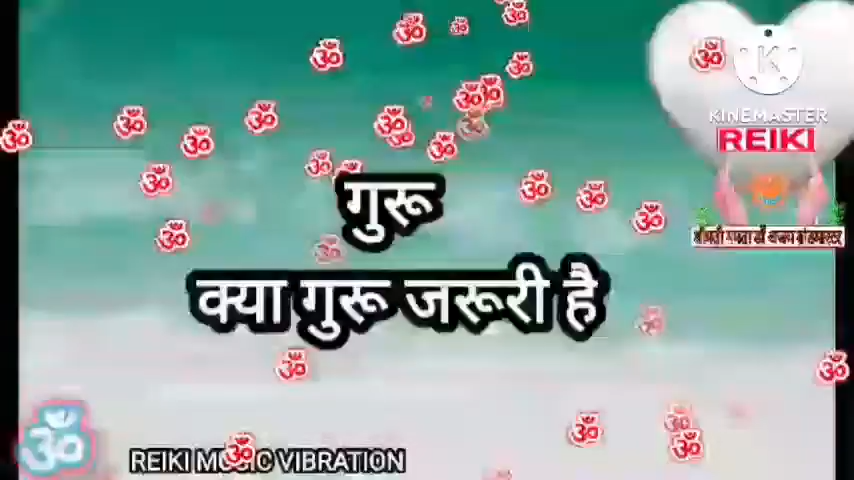 KINEMASTER
REIKI
गुरू
क्या गुरू जरूरी है
REIKI MUSIC VIBRATION